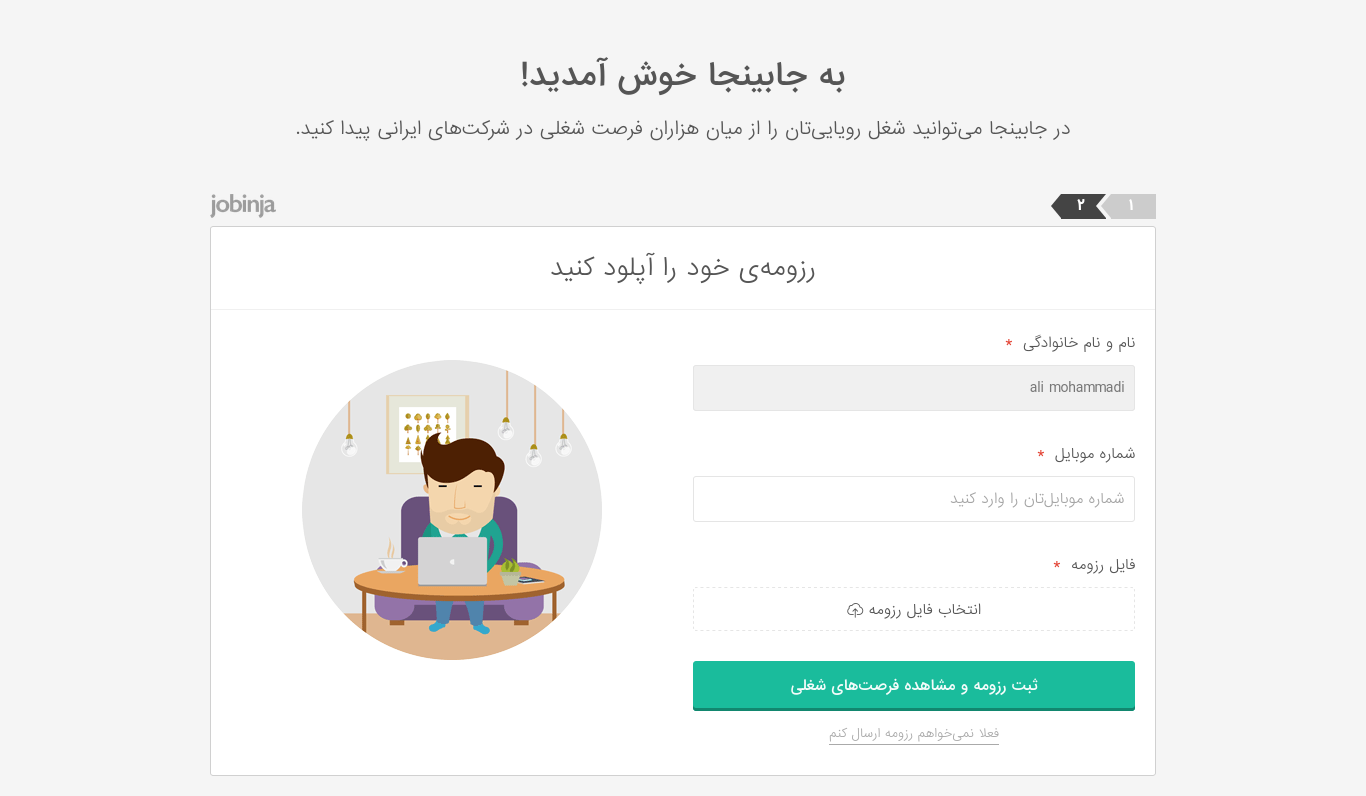 به جابینجا خوش آمدید!
در جابینجا می‌توانید شغل رویایی‌تان را از میان هزاران فرصت شغلی در شرکت‌های ایرانی پیدا کنید.
۱ ۲ jobinja
رزومه‌ی خود را آپلود کنید
نام و نام خانوادگی *
ali mohammadi
شماره موبایل *
شماره موبایل‌تان را وارد کنید
فایل رزومه *
انتخاب فایل رزومه
ثبت رزومه و مشاهده فرصت‌های شغلی
فعلا نمی‌خواهم رزومه ارسال کنم